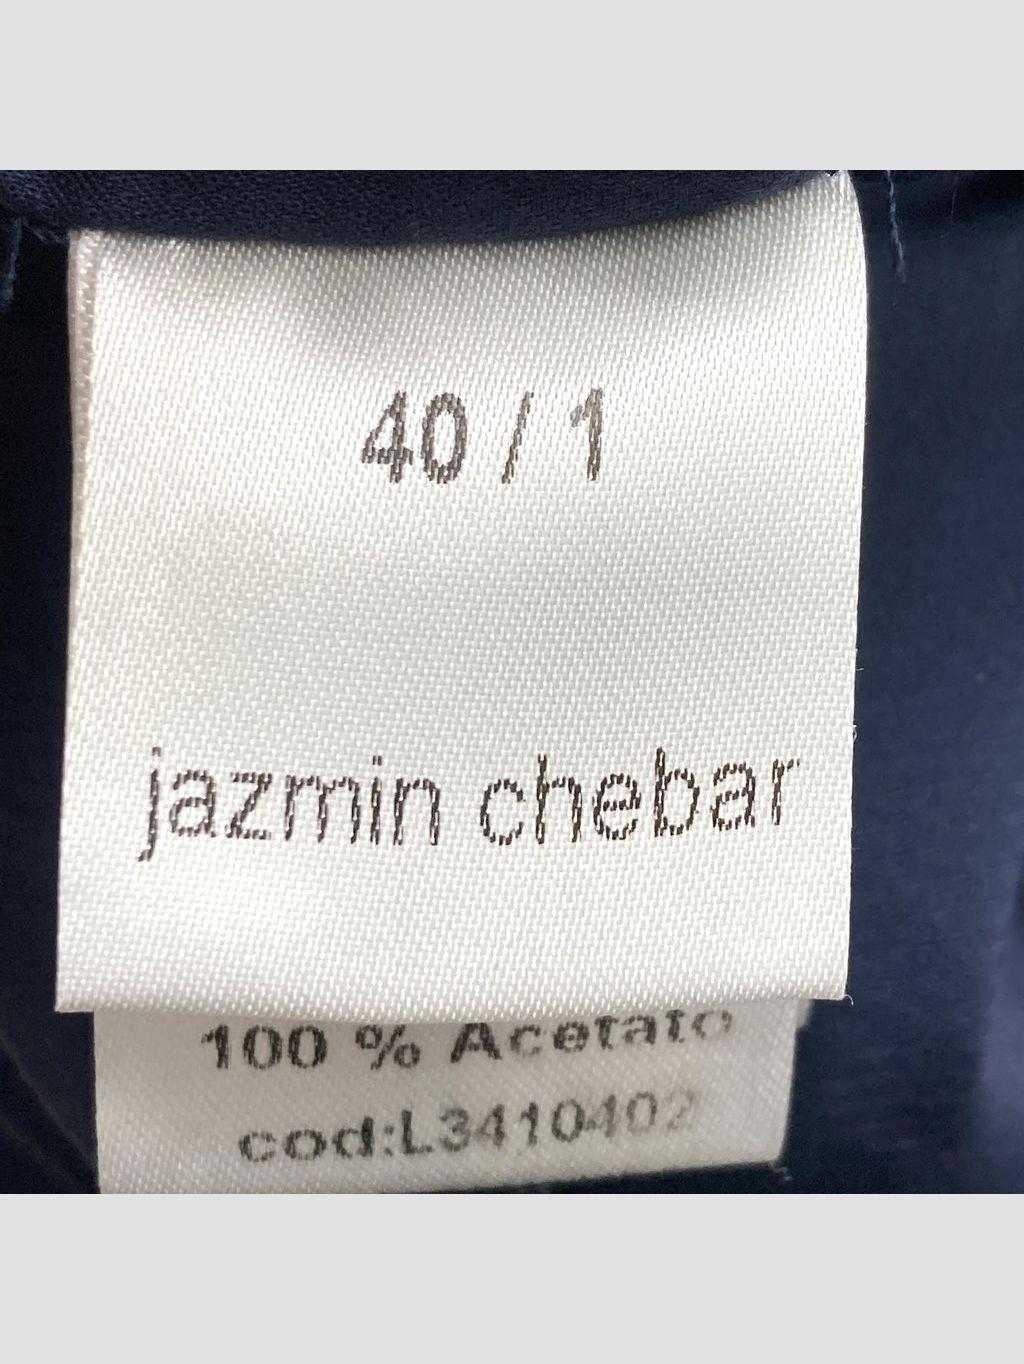 40 / 1
jazmin chebar
100 % Acetato
cod:L3410402